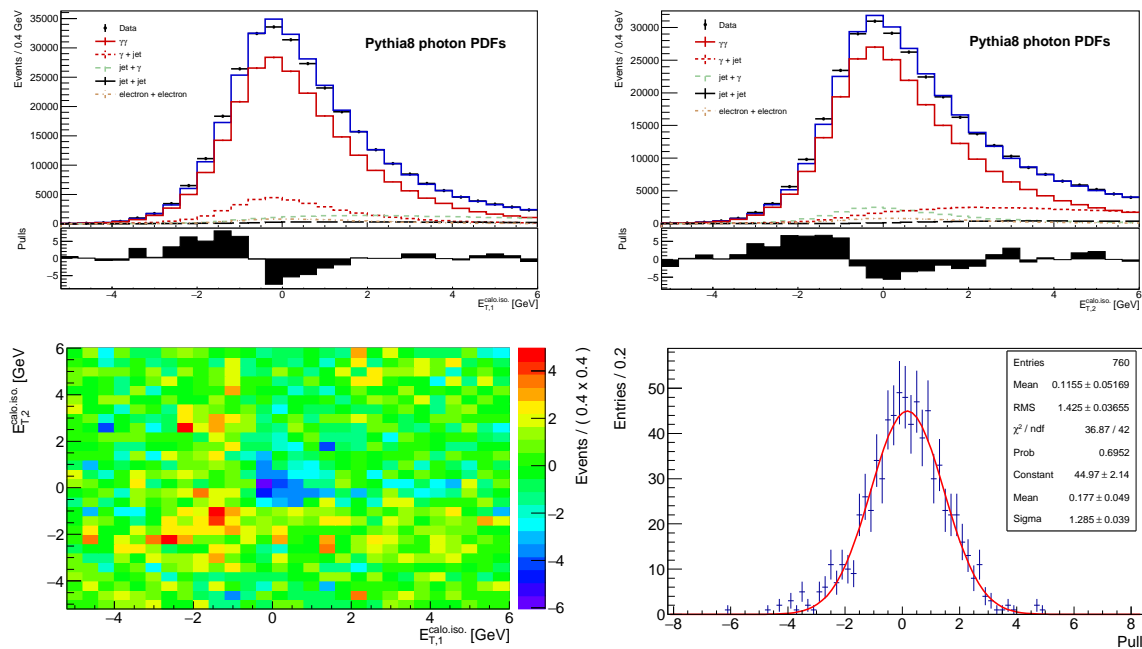 Events / 0.4 GeV
35000
30000
25000
20000
15000
10000
5000
0
Data
γγ
γ + jet
jet + γ
jet + jet
electron + electron
Pythia8 photon PDFs
Pulls
5
0
−5
−4 −2 0 2 4 6
E_{T,1}^{calo.iso.} [GeV]
Events / 0.4 GeV
30000
25000
20000
15000
10000
5000
0
Data
γγ
γ + jet
jet + γ
jet + jet
electron + electron
Pythia8 photon PDFs
Pulls
5
0
−5
−4 −2 0 2 4 6
E_{T,2}^{calo.iso.} [GeV]
E_{T,2}^{calo.iso.} [GeV]
6
4
2
0
−2
−4
−4 −2 0 2 4 6
E_{T,1}^{calo.iso.} [GeV]
4
2
0
−2
−4
−6
Events / ( 0.4 x 0.4 )
Entries / 0.2
50
40
30
20
10
0
−8 −6 −4 −2 0 2 4 6 8
Pull
Entries 760
Mean 0.1155 ± 0.05169
RMS 1.425 ± 0.03655
χ² / ndf 36.87 / 42
Prob 0.6952
Constant 44.97 ± 2.14
Mean 0.177 ± 0.049
Sigma 1.285 ± 0.039